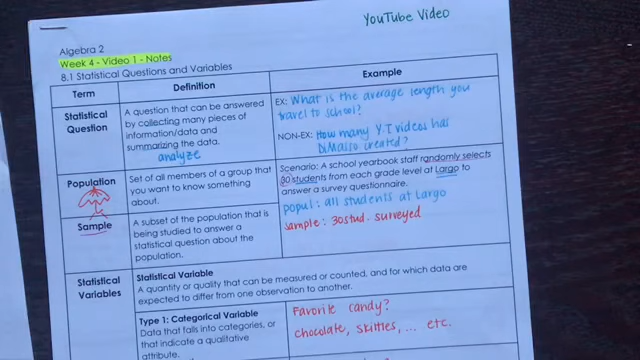 YouTube Video
Algebra 2
Week 4 - Video 1 - Notes
8.1 Statistical Questions and Variables
Term
Definition
Example
Statistical
Question
A question that can be answered
by collecting many pieces of
information/data and
summarizing the data.
analyze
EX: What is the average length you
travel to school?
NON-EX: How many Y.T videos has
DiMaiso created?
Population
Set of all members of a group that
you want to know something
about.
Scenario: A school yearbook staff randomly selects
30 students from each grade level at Largo to
answer a survey questionnaire.
popul: all students at Largo
sample: 30 stud. surveyed
Sample
A subset of the population that is
being studied to answer a
statistical question about the
population.
Statistical
Variables
Statistical Variable
A quantity or quality that can be measured or counted, and for which data are
expected to differ from one observation to another.
Type 1: Categorical Variable
Data that falls into categories, or
that indicate a qualitative
attribute.
Favorite candy?
chocolate, skittles, ... etc.